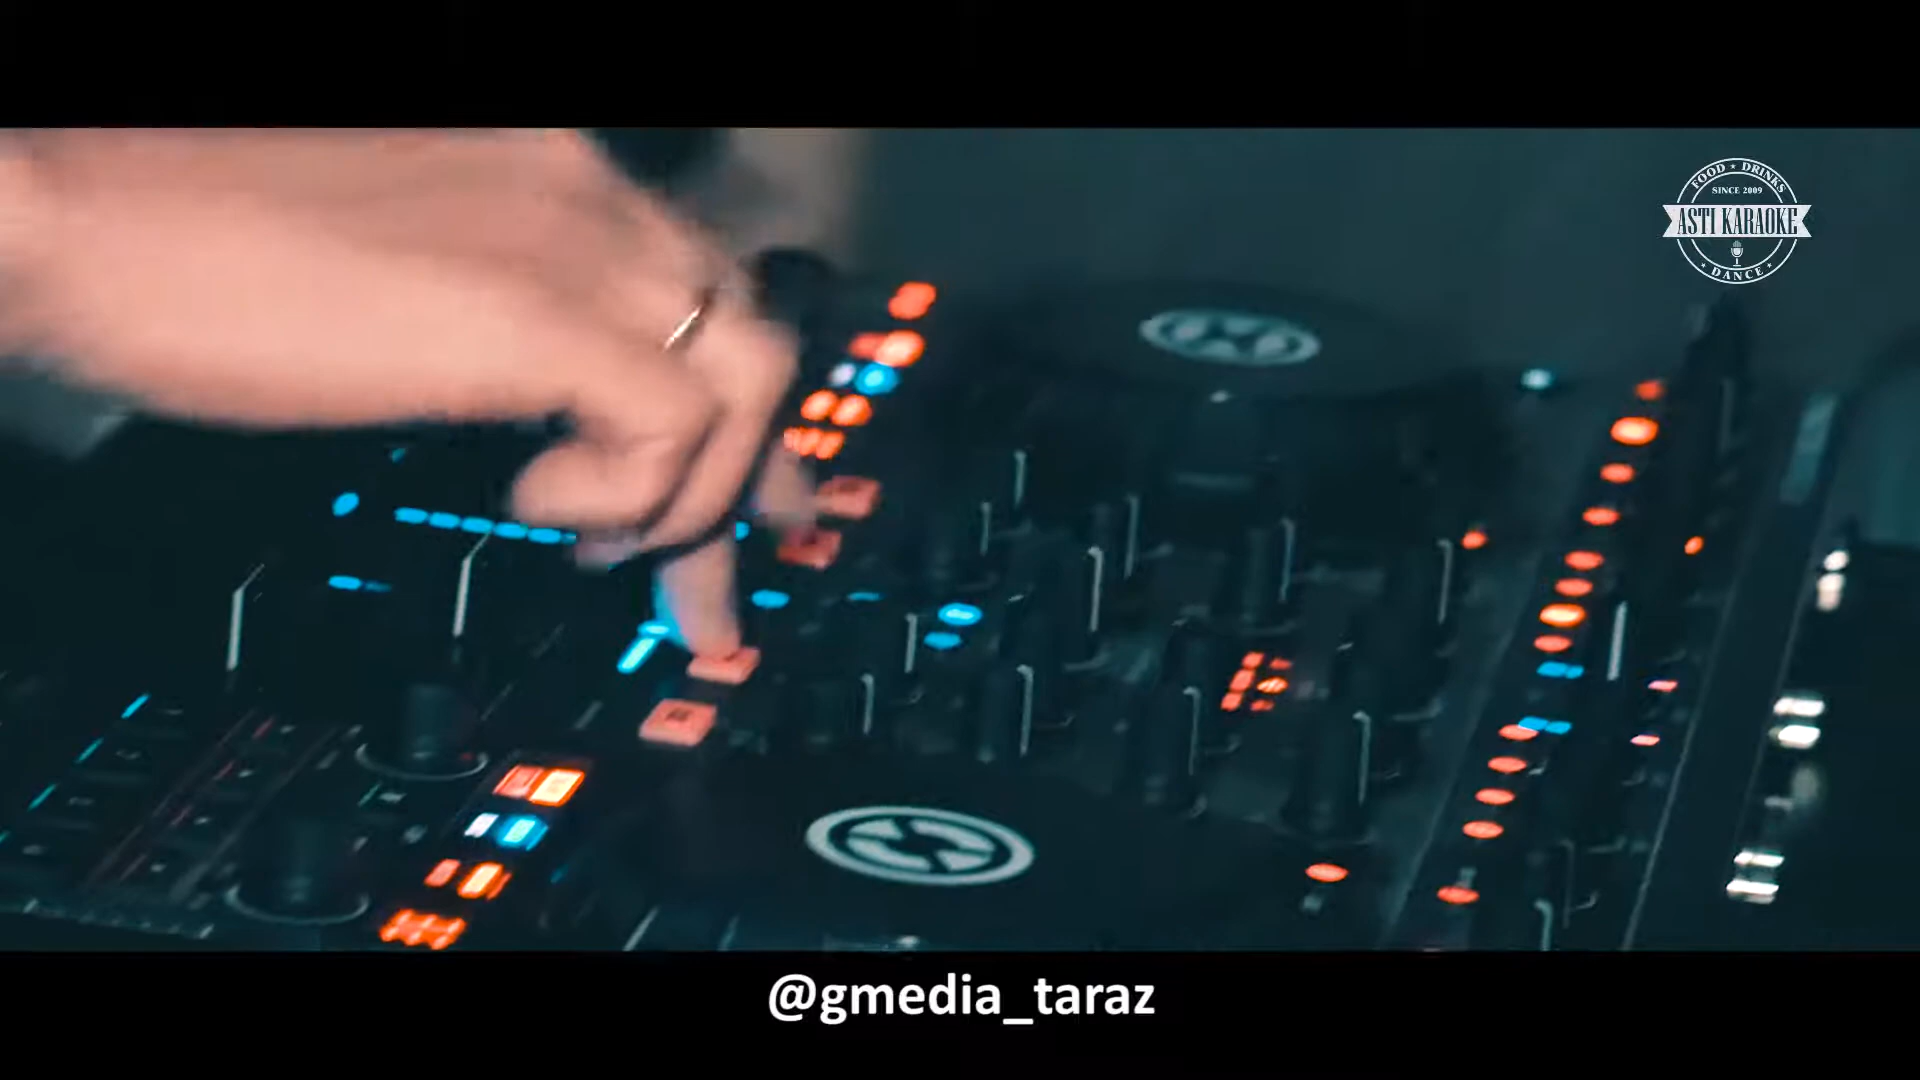 FOOD ★ DRINKS
SINCE 2009
ASTI KARAOKE
★ DANCE ★
@gmedia_taraz